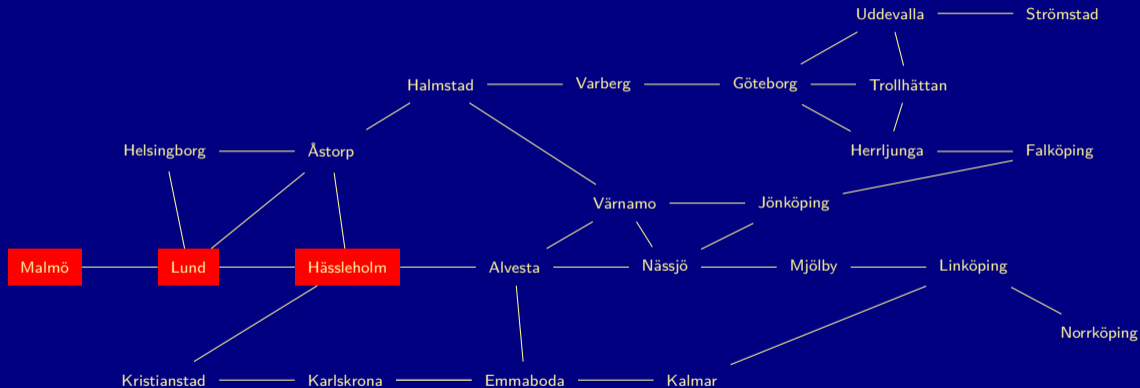 Uddevalla Strömstad
Halmstad Varberg Göteborg Trollhättan
Helsingborg Åstorp Herrljunga Falköping
Värnamo Jönköping
Malmö Lund Hässleholm Alvesta Nässjö Mjölby Linköping
Norrköping
Kristianstad Karlskrona Emmaboda Kalmar